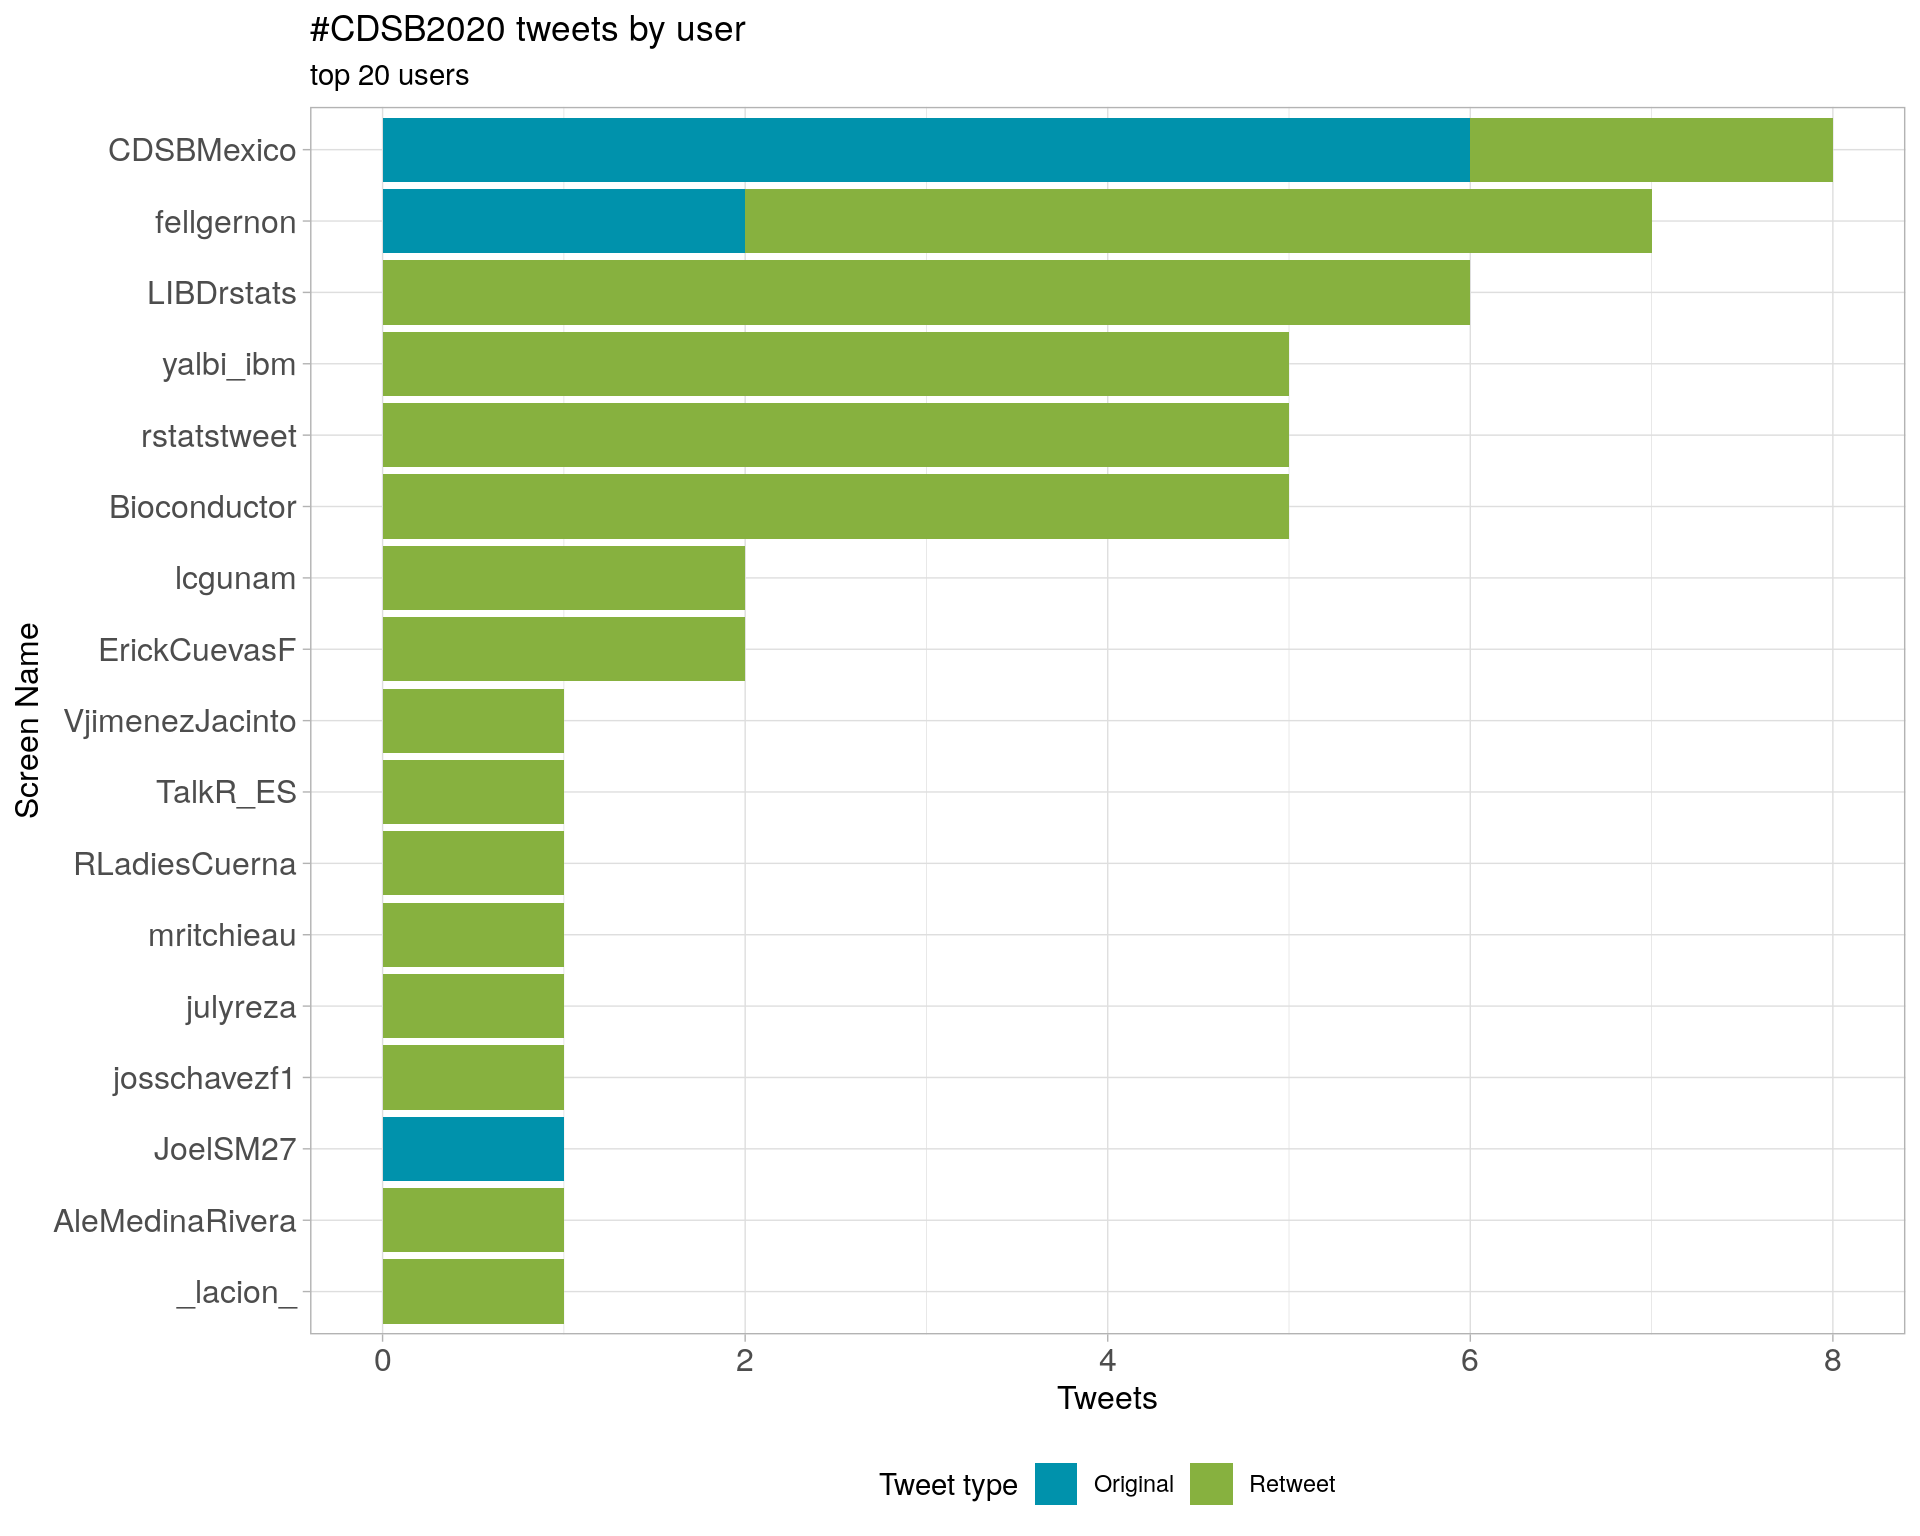 #CDSB2020 tweets by user
top 20 users
Screen Name
CDSBMexico
fellgernon
LIBDrstats
yalbi_ibm
rstatstweet
Bioconductor
lcgunam
ErickCuevasF
VjimenezJacinto
TalkR_ES
RLadiesCuerna
mritchieau
julyreza
josschavezf1
JoelSM27
AleMedinaRivera
_lacion_
0 2 4 6 8
Tweets
Tweet type Original Retweet